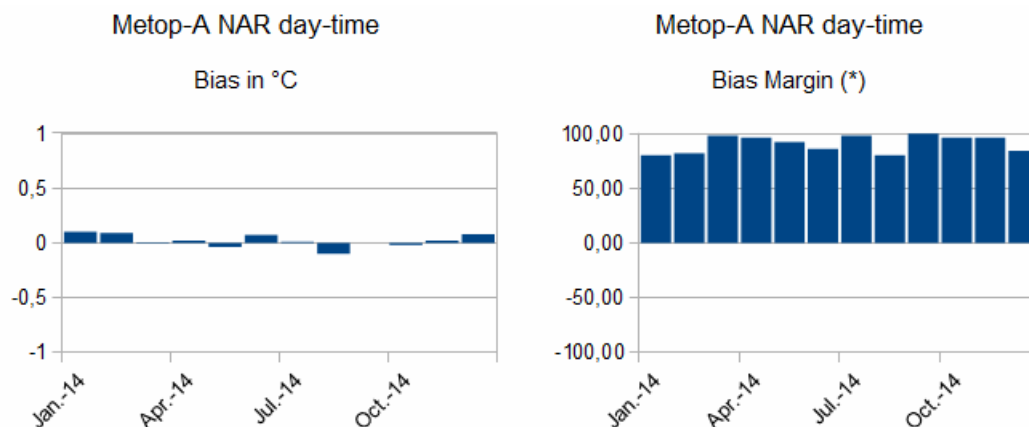 Metop-A NAR day-time
Bias in °C
1
0,5
0
-0,5
-1
Jan.-14
Apr.-14
Jul.-14
Oct.-14
Metop-A NAR day-time
Bias Margin (*)
100,00
50,00
0,00
-50,00
-100,00
Jan.-14
Apr.-14
Jul.-14
Oct.-14